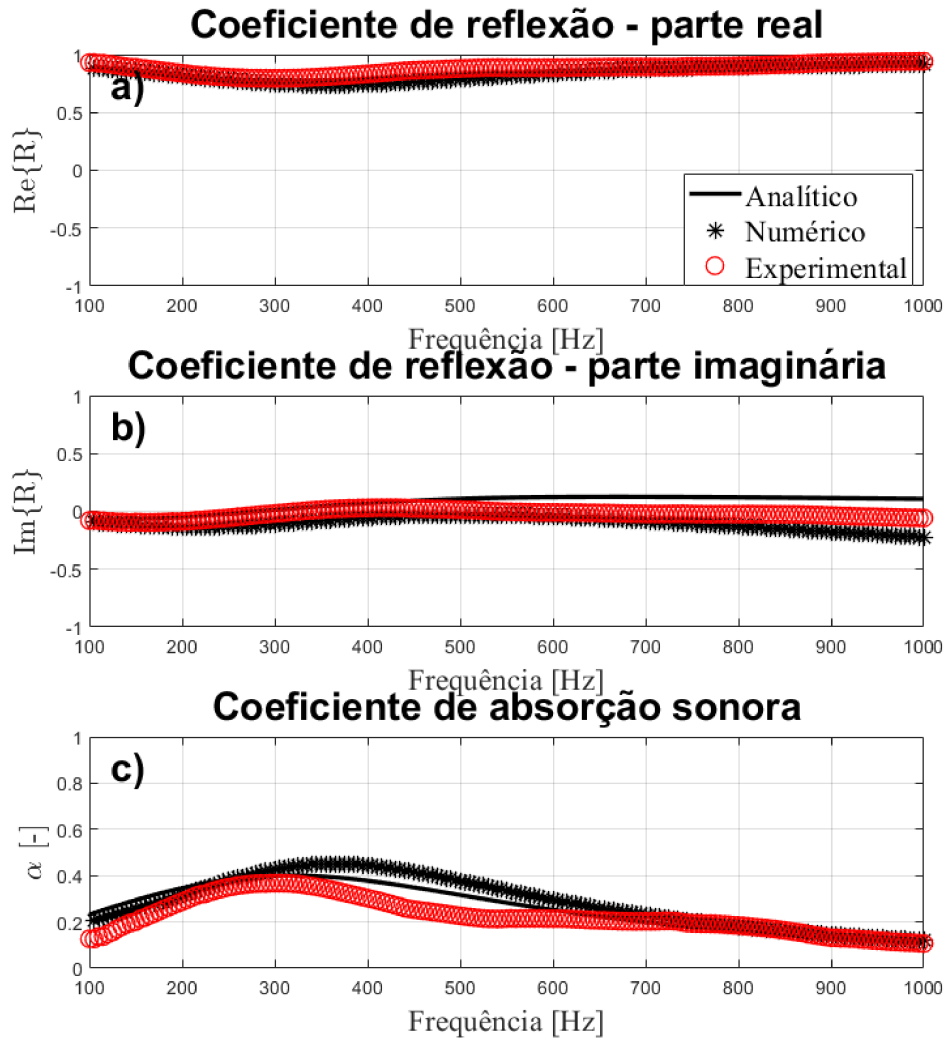 Coeficiente de reflexão - parte real
a)
Re{R}
1
0.5
0
-0.5
-1
Analítico
Numérico
Experimental
100 200 300 400 500 600 700 800 900 1000
Frequência [Hz]
Coeficiente de reflexão - parte imaginária
b)
Im{R}
1
0.5
0
-0.5
-1
100 200 300 400 500 600 700 800 900 1000
Frequência [Hz]
Coeficiente de absorção sonora
c)
α [-]
1
0.8
0.6
0.4
0.2
0
100 200 300 400 500 600 700 800 900 1000
Frequência [Hz]